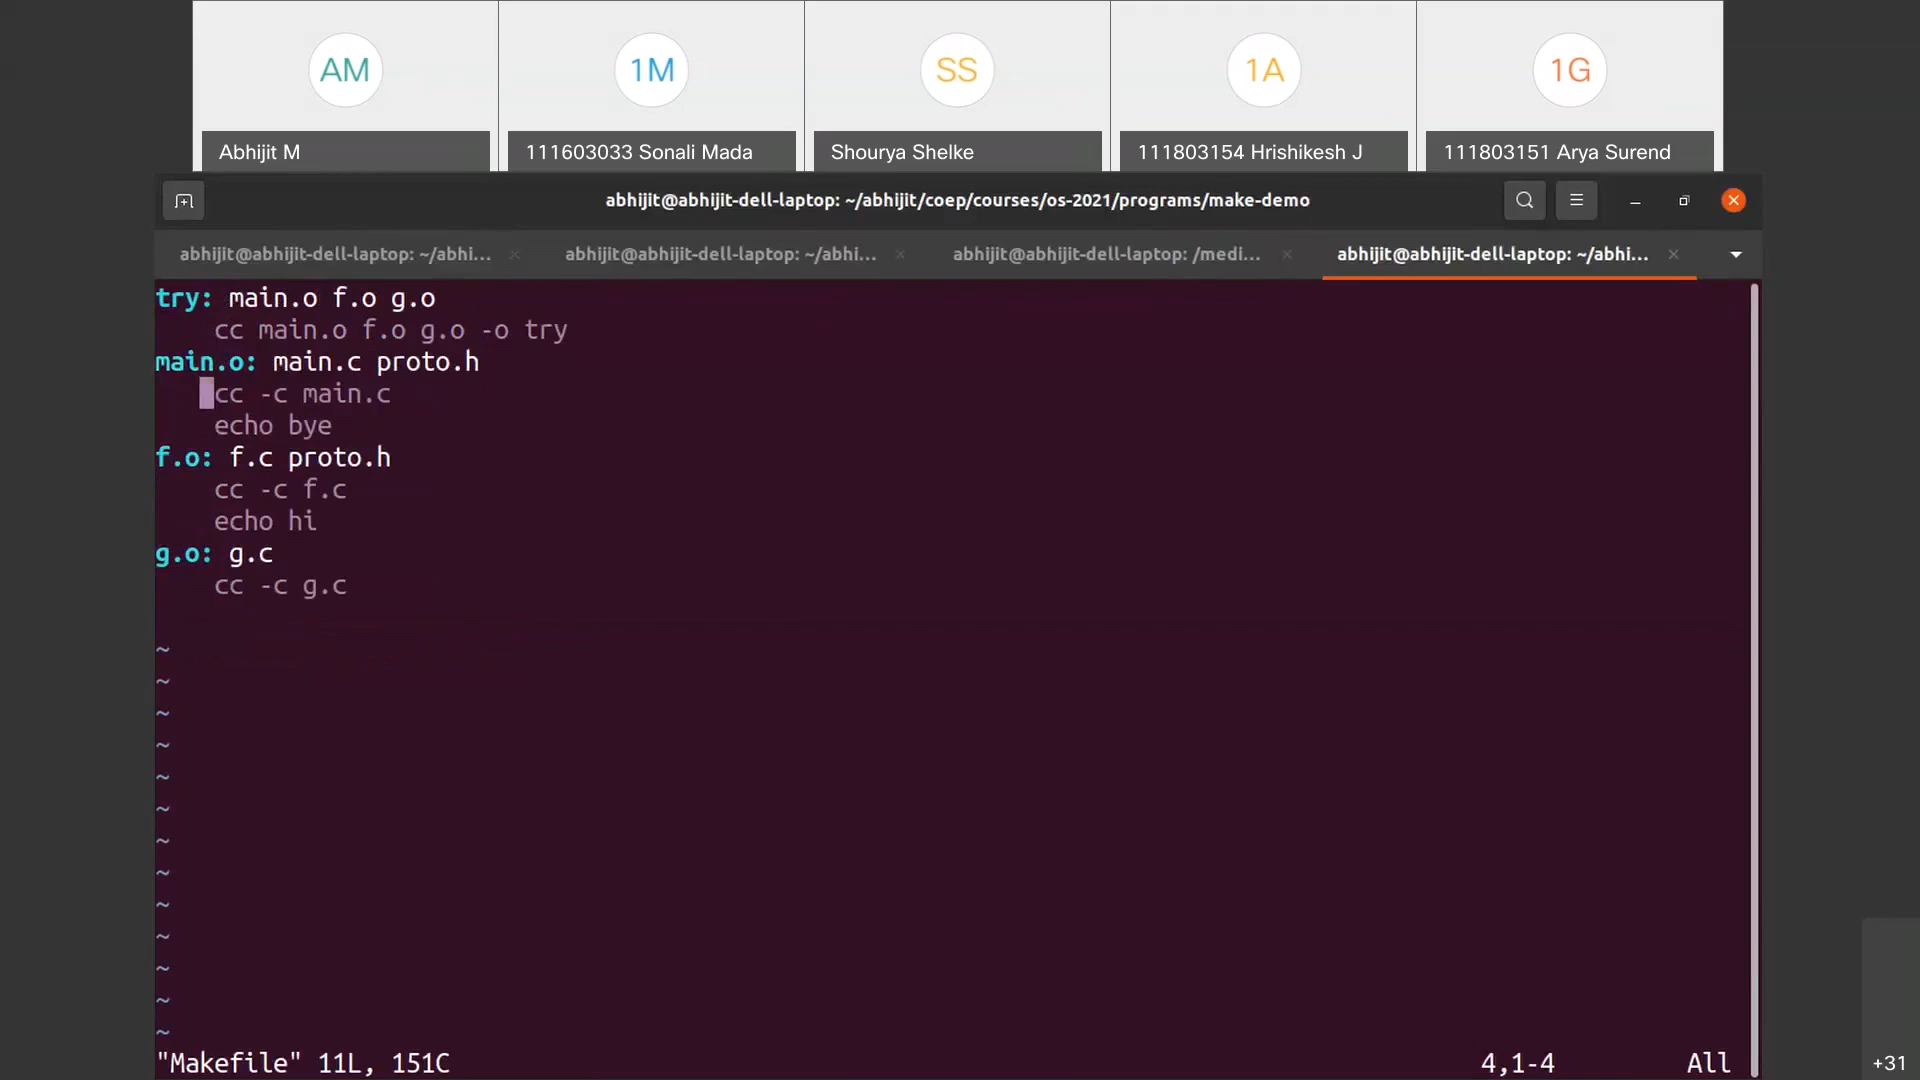 AM
1M
SS
1A
1G
Abhijit M
111603033 Sonali Mada
Shourya Shelke
111803154 Hrishikesh J
111803151 Arya Surend
abhijit@abhijit-dell-laptop: ~/abhijit/coep/courses/os-2021/programs/make-demo
abhijit@abhijit-dell-laptop: ~/abhi...
abhijit@abhijit-dell-laptop: ~/abhi...
abhijit@abhijit-dell-laptop: /medi...
abhijit@abhijit-dell-laptop: ~/abhi...
try: main.o f.o g.o
    cc main.o f.o g.o -o try
main.o: main.c proto.h
    cc -c main.c
    echo bye
f.o: f.c proto.h
    cc -c f.c
    echo hi
g.o: g.c
    cc -c g.c
~
~
~
~
~
~
~
~
~
~
~
~
~
"Makefile" 11L, 151C 4,1-4 All
+31